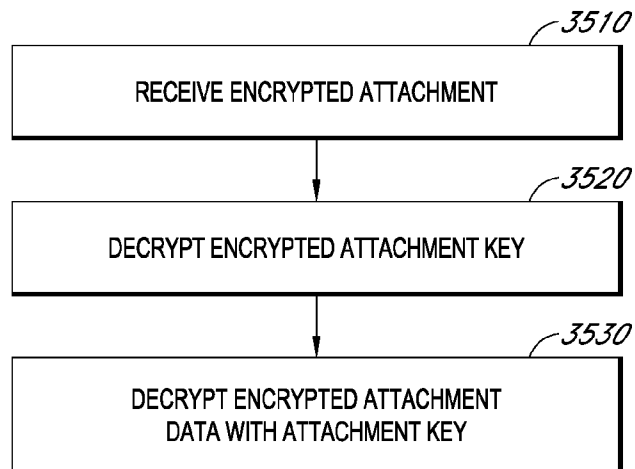 3510
RECEIVE ENCRYPTED ATTACHMENT
3520
DECRYPT ENCRYPTED ATTACHMENT KEY
3530
DECRYPT ENCRYPTED ATTACHMENT
DATA WITH ATTACHMENT KEY